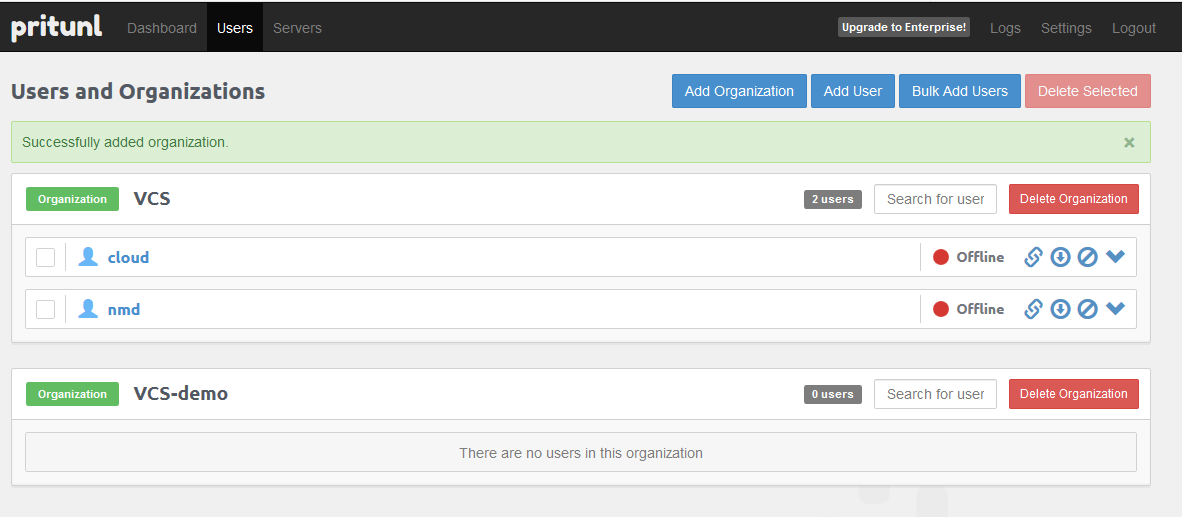 pritunl Dashboard Users Servers Upgrade to Enterprise! Logs Settings Logout
Users and Organizations Add Organization Add User Bulk Add Users Delete Selected
Successfully added organization. ×
Organization VCS 2 users Search for user Delete Organization
cloud Offline
nmd Offline
Organization VCS-demo 0 users Search for user Delete Organization
There are no users in this organization